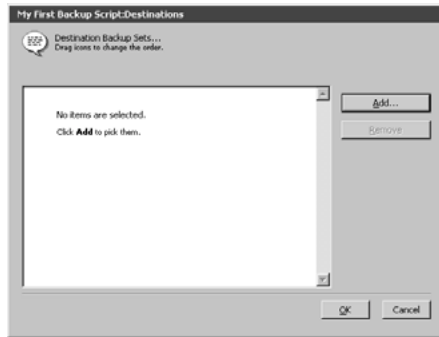 My First Backup Script:Destinations
Destination Backup Sets...
Drag icons to change the order.
No items are selected.
Click Add to pick them.
Add...
Remove
OK
Cancel